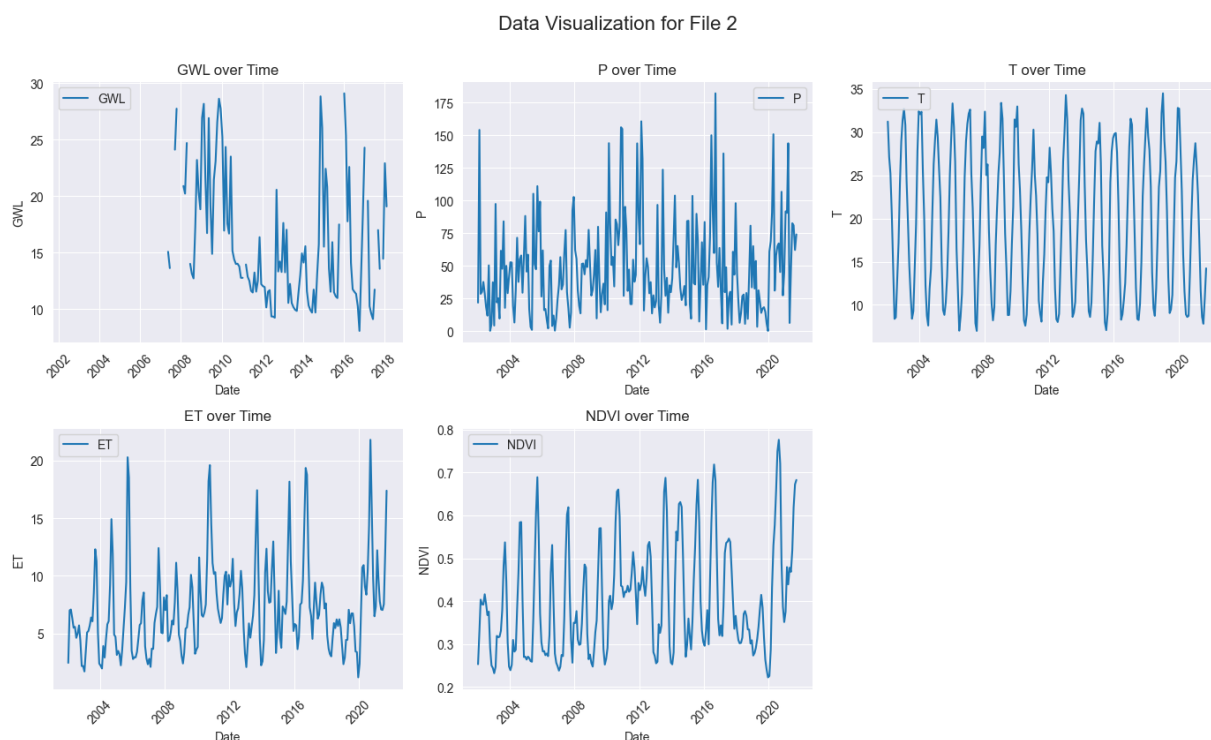 Data Visualization for File 2
GWL over Time
GWL
30
25
20
15
10
GWL
2002
2004
2006
2008
2010
2012
2014
2016
2018
Date
P over Time
P
175
150
125
100
75
50
25
0
P
2004
2008
2012
2016
2020
Date
T over Time
T
35
30
25
20
15
10
T
2004
2008
2012
2016
2020
Date
ET over Time
ET
20
15
10
5
ET
2004
2008
2012
2016
2020
Date
NDVI over Time
NDVI
0.8
0.7
0.6
0.5
0.4
0.3
0.2
NDVI
2004
2008
2012
2016
2020
Date